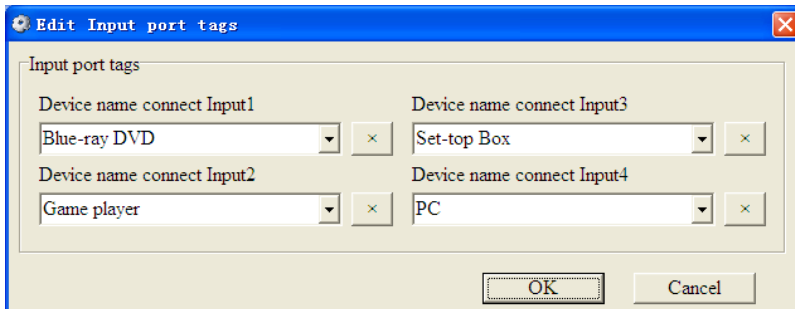 Edit Input port tags
Input port tags
Device name connect Input1
Device name connect Input3
Blue-ray DVD
×
Set-top Box
×
Device name connect Input2
Device name connect Input4
Game player
×
PC
×
OK
Cancel